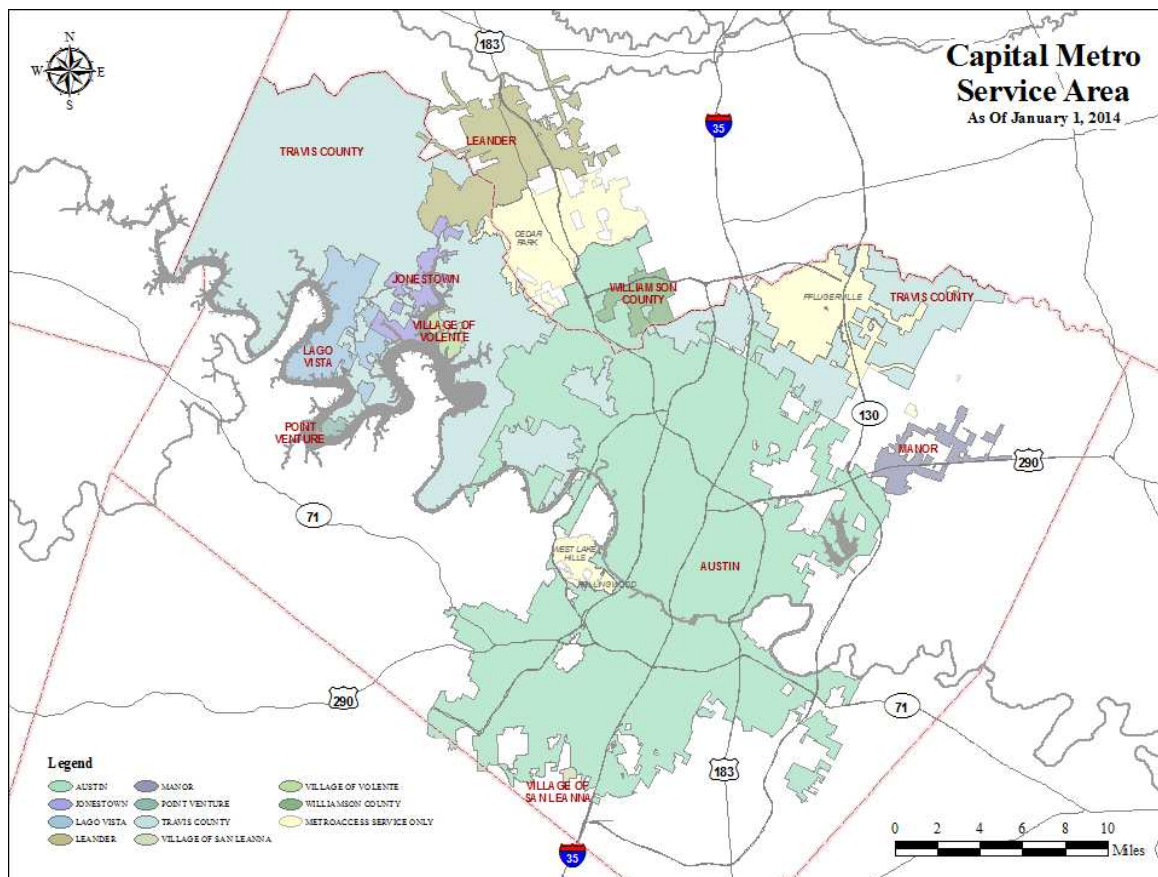 Capital Metro
Service Area
As Of January 1, 2014
N
W
E
S
183
35
TRAVIS COUNTY
LEANDER
CEDAR
PARK
JONESTOWN
WILLIAMSON
COUNTY
PFLUGERVILLE
TRAVIS COUNTY
VILLAGE OF
VOLENTE
LAGO
VISTA
POINT
VENTURE
130
MANOR
290
71
WEST LAKE
HILLS
ROLLINGWOOD
AUSTIN
290
71
183
VILLAGE OF
SAN LEANNA
35
Legend
AUSTIN
JONESTOWN
LAGO VISTA
LEANDER
MANOR
POINT VENTURE
TRAVIS COUNTY
VILLAGE OF SAN LEANNA
VILLAGE OF VOLENTE
WILLIAMSON COUNTY
METROACCESS SERVICE ONLY
0 2 4 6 8 10
Miles